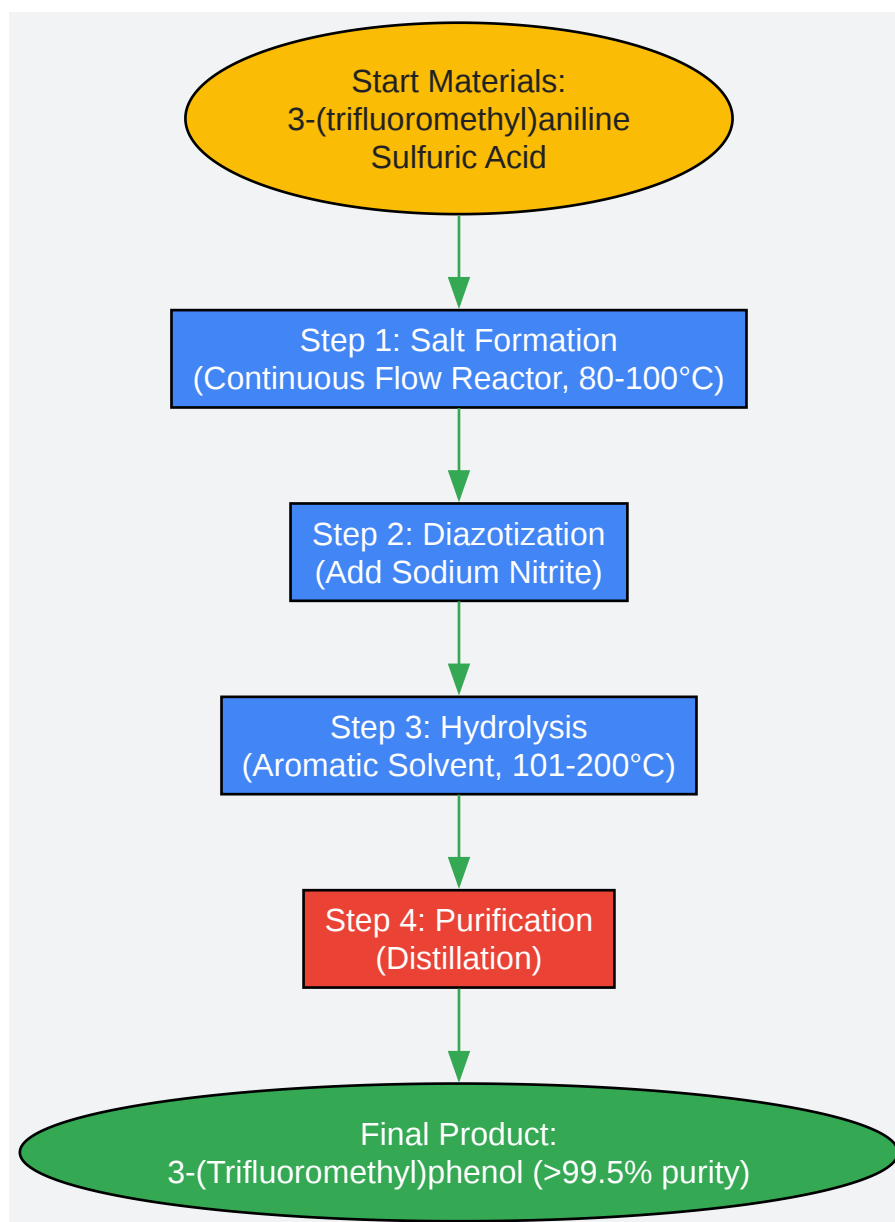 Start Materials:
3-(trifluoromethyl)aniline
Sulfuric Acid
Step 1: Salt Formation
(Continuous Flow Reactor, 80-100°C)
Step 2: Diazotization
(Add Sodium Nitrite)
Step 3: Hydrolysis
(Aromatic Solvent, 101-200°C)
Step 4: Purification
(Distillation)
Final Product:
3-(Trifluoromethyl)phenol (>99.5% purity)